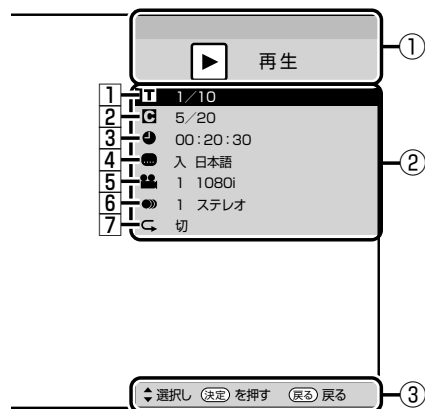 再生
①
1 T 1/10
2 C 5/20
3 00:20:30
4 入 日本語
5 1 1080i
6 1 ステレオ
7 切
②
選択し 決定 を押す 戻る 戻る
③